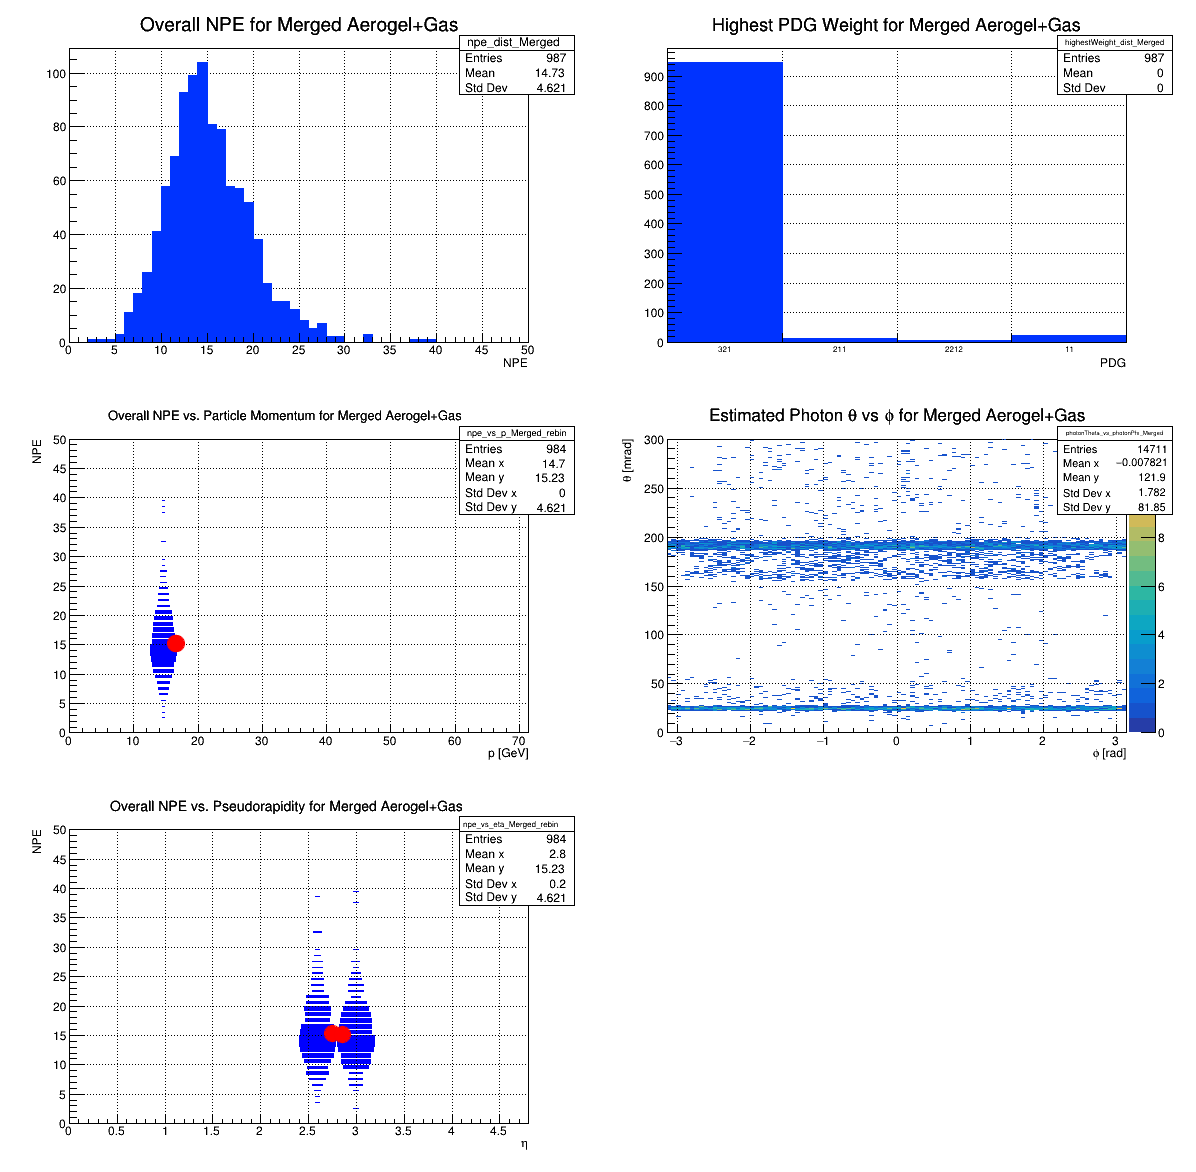 Overall NPE for Merged Aerogel+Gas
npe_dist_Merged
Entries 987
Mean 14.73
Std Dev 4.621
100
80
60
40
20
0
0 5 10 15 20 25 30 35 40 45 50
NPE
Highest PDG Weight for Merged Aerogel+Gas
highestWeight_dist_Merged
Entries 987
Mean 0
Std Dev 0
900
800
700
600
500
400
300
200
100
0
321 211 2212 11
PDG
Overall NPE vs. Particle Momentum for Merged Aerogel+Gas
npe_vs_p_Merged_rebin
Entries 984
Mean x 14.7
Mean y 15.23
Std Dev x 0
Std Dev y 4.621
NPE
50
45
40
35
30
25
20
15
10
5
0
0 10 20 30 40 50 60 70
p [GeV]
Estimated Photon θ vs ϕ for Merged Aerogel+Gas
photonTheta_vs_photonPhi_Merged
Entries 14711
Mean x −0.007821
Mean y 121.9
Std Dev x 1.782
Std Dev y 81.85
θ [mrad]
300
250
200
150
100
50
0
−3 −2 −1 0 1 2 3
ϕ [rad]
8
6
4
2
0
Overall NPE vs. Pseudorapidity for Merged Aerogel+Gas
npe_vs_eta_Merged_rebin
Entries 984
Mean x 2.8
Mean y 15.23
Std Dev x 0.2
Std Dev y 4.621
NPE
50
45
40
35
30
25
20
15
10
5
0
0 0.5 1 1.5 2 2.5 3 3.5 4 4.5
η